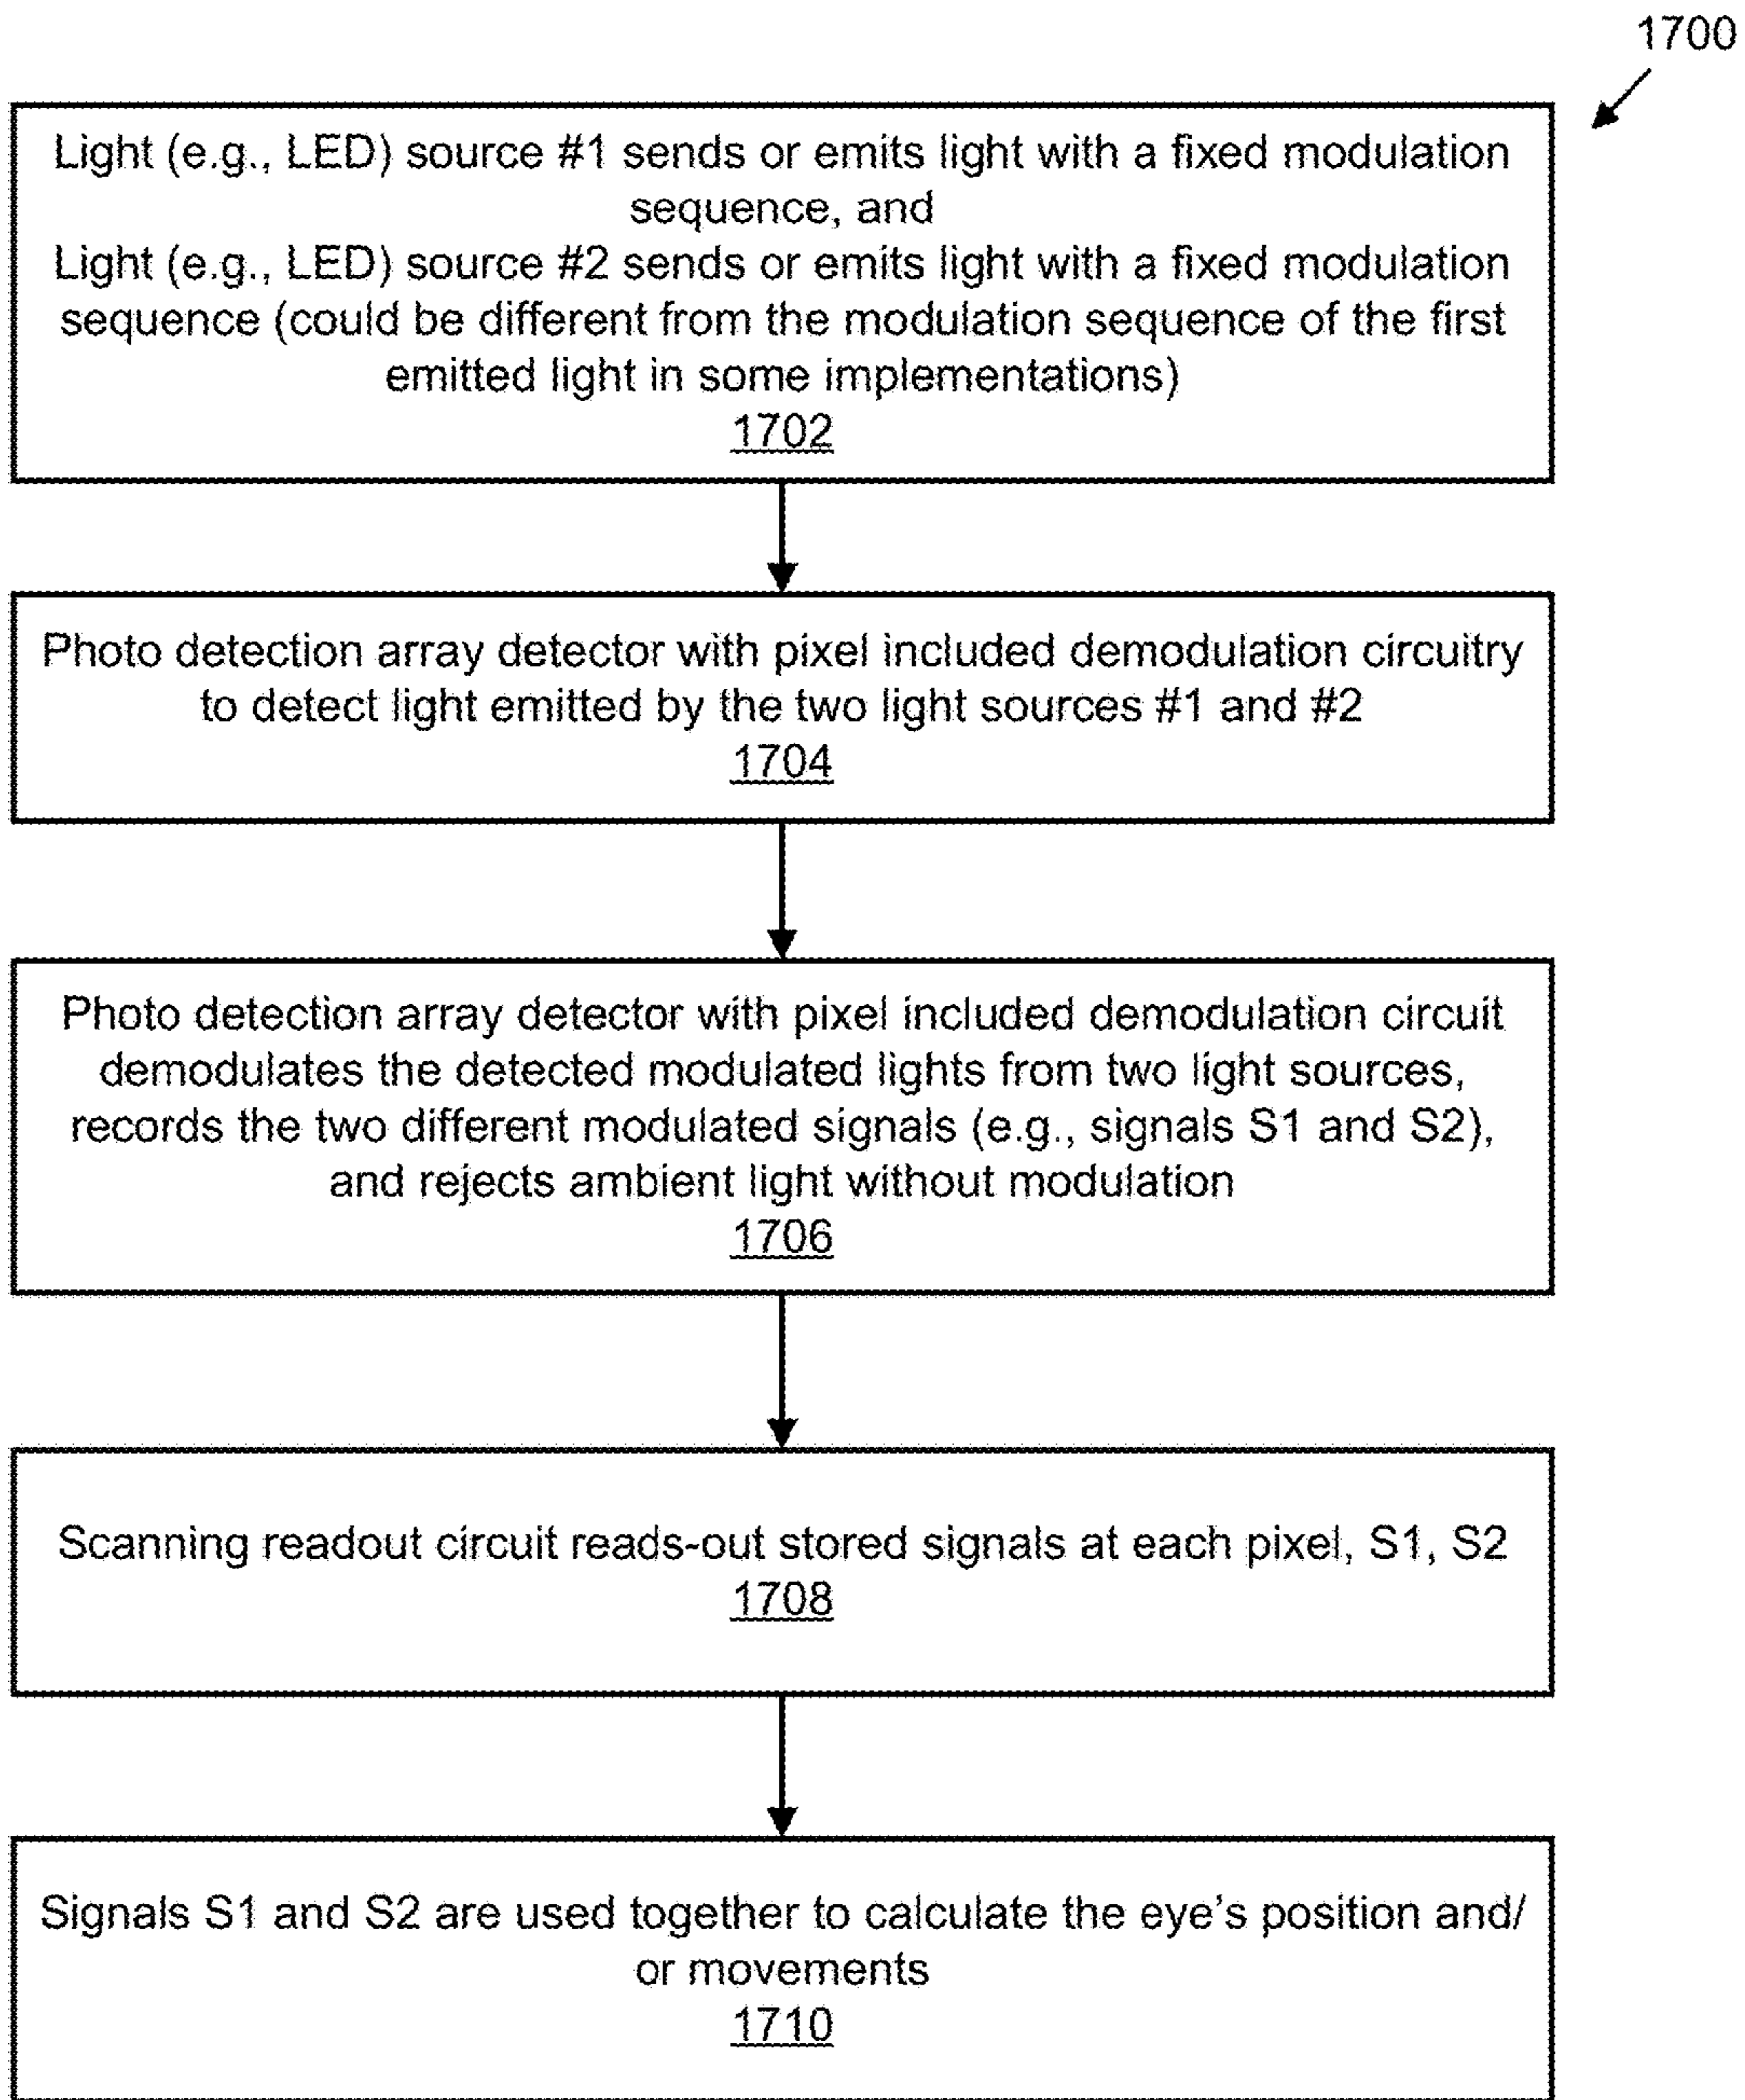 1700
Light (e.g., LED) source #1 sends or emits light with a fixed modulation
sequence, and
Light (e.g., LED) source #2 sends or emits light with a fixed modulation
sequence (could be different from the modulation sequence of the first
emitted light in some implementations)
1702
Photo detection array detector with pixel included demodulation circuitry
to detect light emitted by the two light sources #1 and #2
1704
Photo detection array detector with pixel included demodulation circuit
demodulates the detected modulated lights from two light sources,
records the two different modulated signals (e.g., signals S1 and S2),
and rejects ambient light without modulation
1706
Scanning readout circuit reads-out stored signals at each pixel, S1, S2
1708
Signals S1 and S2 are used together to calculate the eye's position and/
or movements
1710